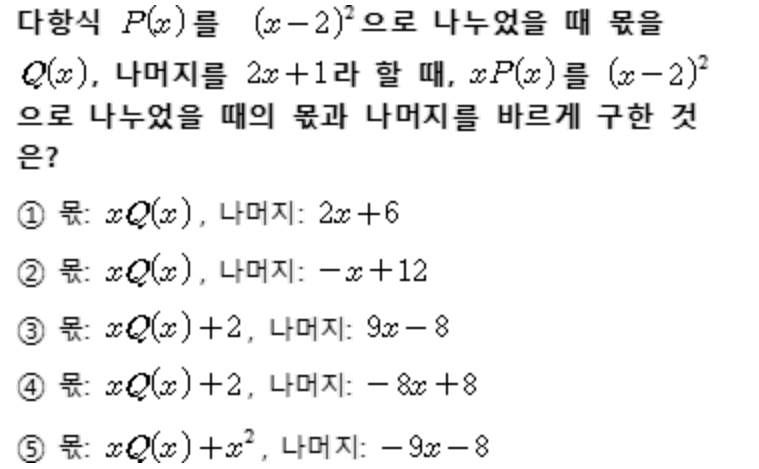 다항식 P(x)를 (x−2)²으로 나누었을 때 몫을
Q(x), 나머지를 2x+1라 할 때, xP(x)를 (x−2)²
으로 나누었을 때의 몫과 나머지를 바르게 구한 것
은?
① 몫: xQ(x), 나머지: 2x+6
② 몫: xQ(x), 나머지: −x+12
③ 몫: xQ(x)+2, 나머지: 9x−8
④ 몫: xQ(x)+2, 나머지: −8x+8
⑤ 몫: xQ(x)+x², 나머지: −9x−8